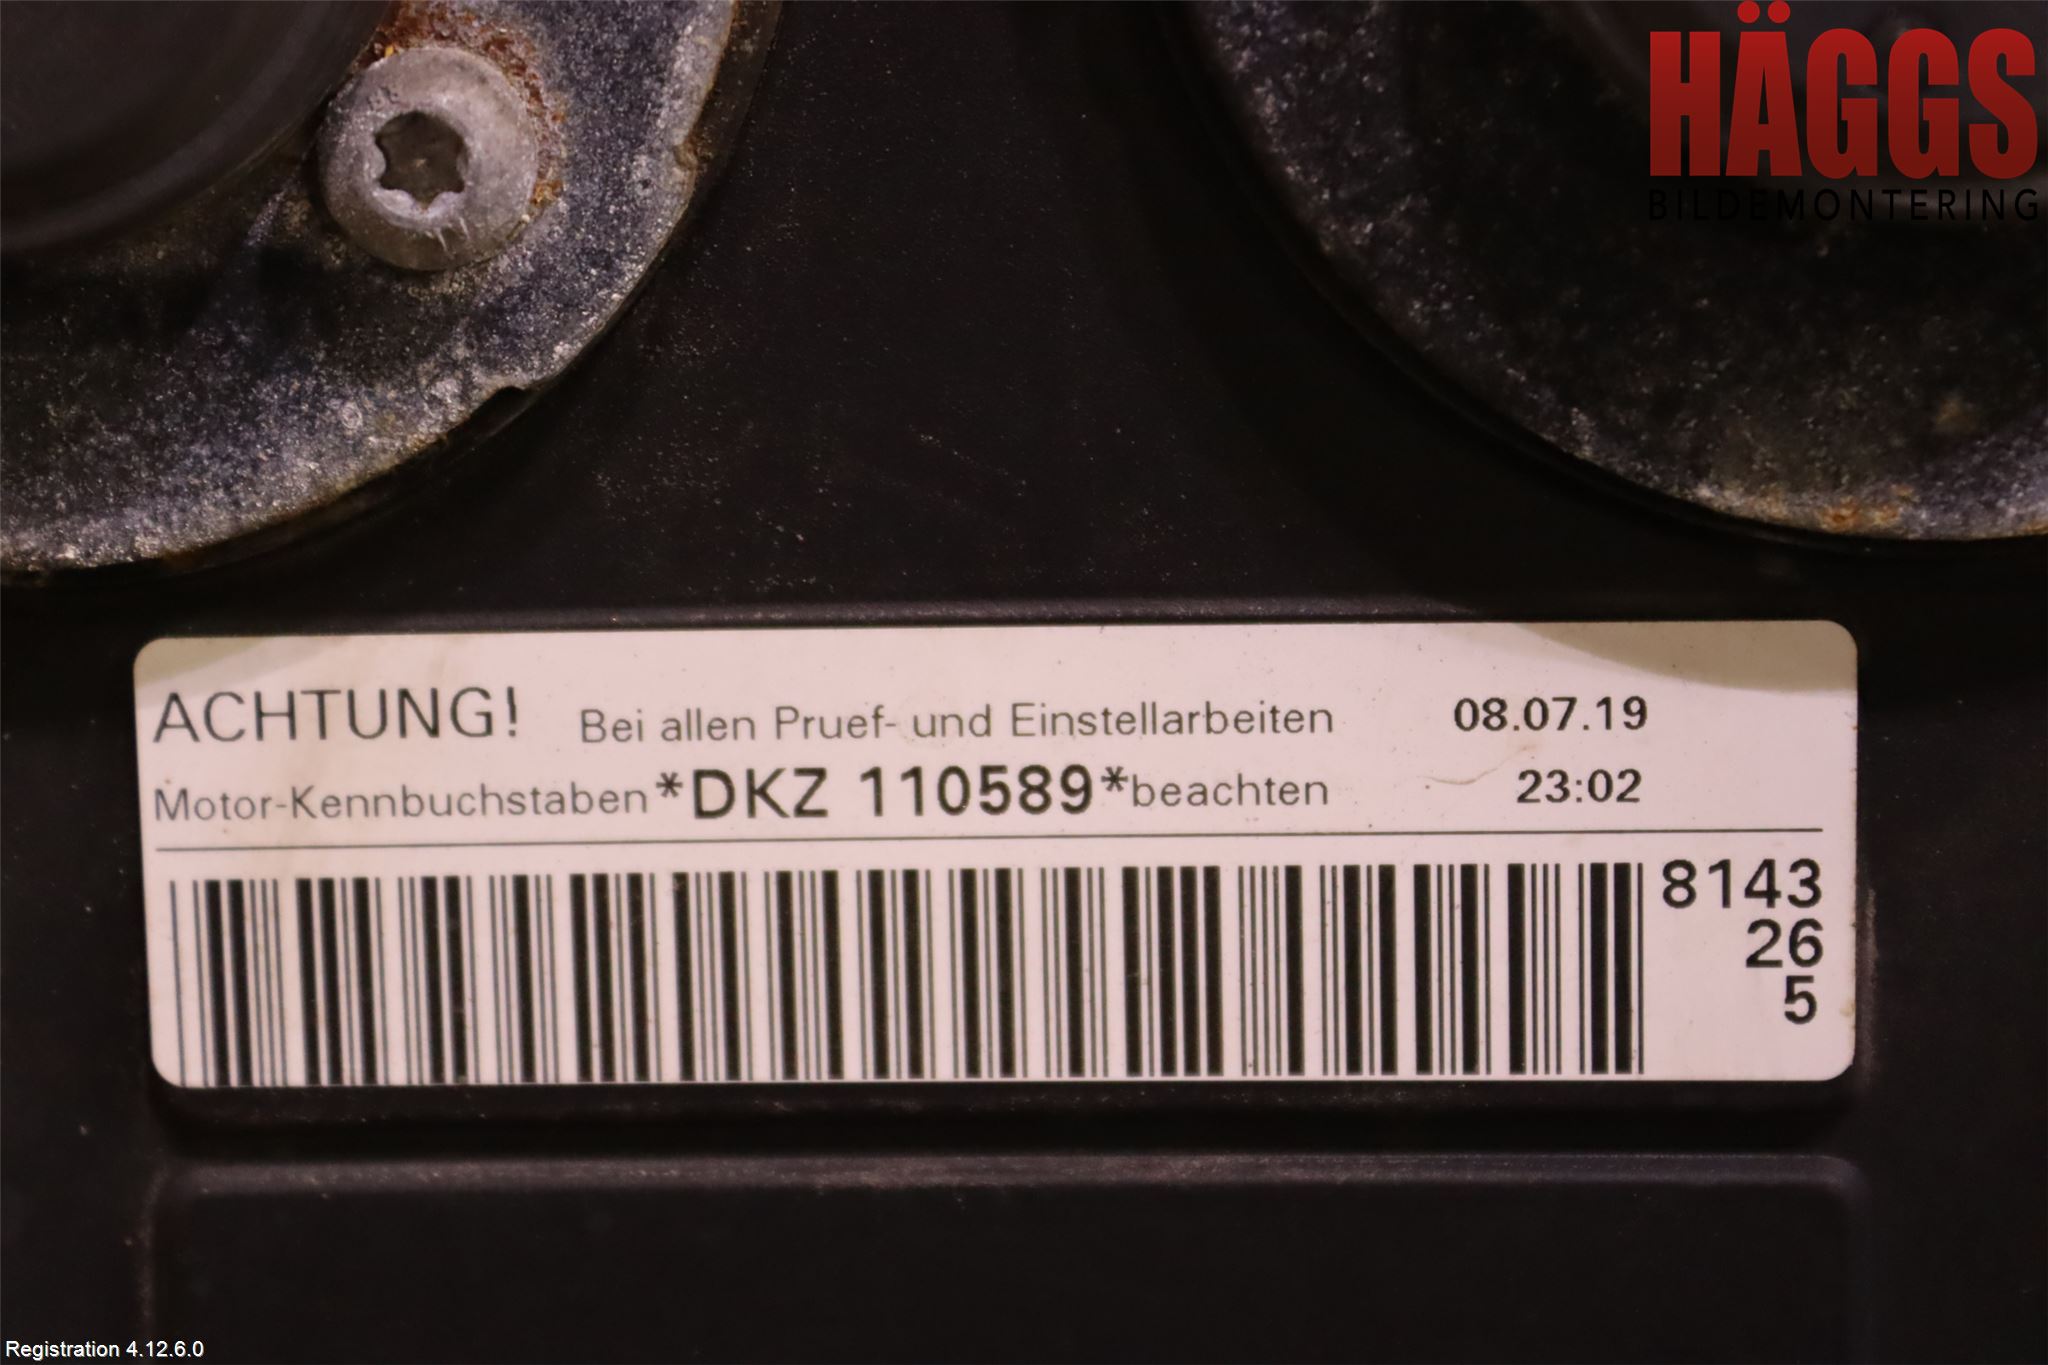 HÄGGS
BILDEMONTERING
ACHTUNG! Bei allen Pruef- und Einstellarbeiten 08.07.19
Motor-Kennbuchstaben *DKZ 110589* beachten 23:02
8143
26
5
Registration 4.12.6.0